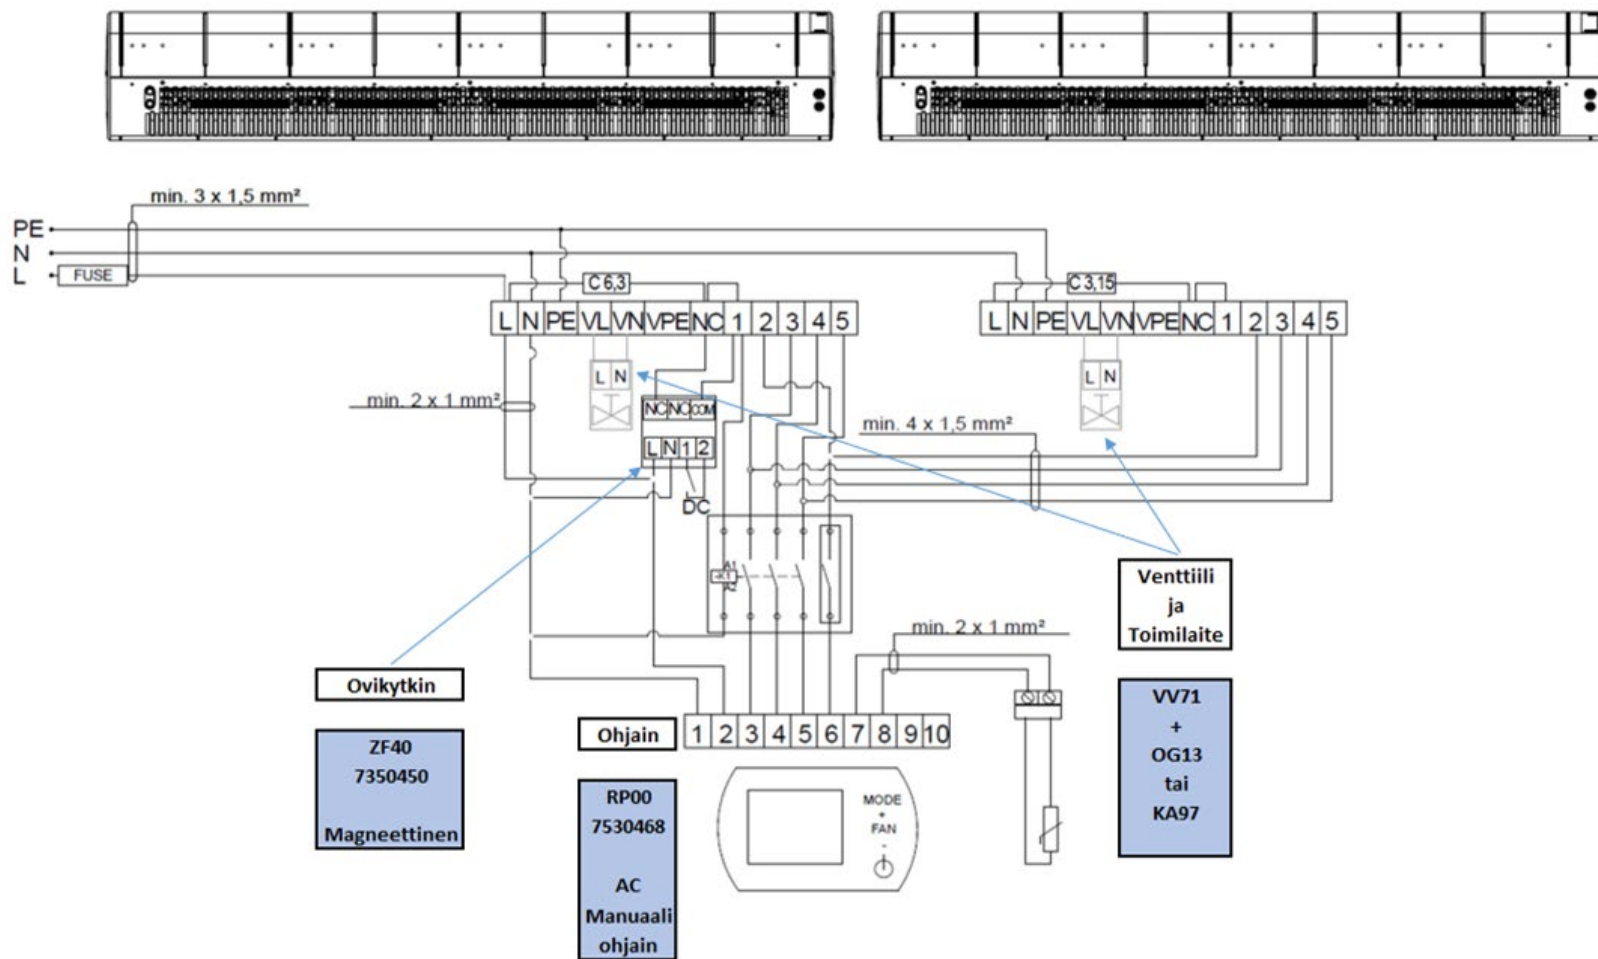 min. 3 x 1,5 mm²
PE
N
L
FUSE
C 6,3
C 3,15
L N PE VL VN VPE NC 1 2 3 4 5
L N PE VL VN VPE NC 1 2 3 4 5
L N
L N
min. 2 x 1 mm²
NC NC COM
min. 4 x 1,5 mm²
L N 1 2
DC
A1
-K1
A2
Venttiili
ja
Toimilaite
min. 2 x 1 mm²
Ovikytkin
VV71
+
OG13
tai
KA97
Ohjain
1 2 3 4 5 6 7 8 9 10
ZF40
7350450
Magneettinen
RP00
7530468
AC
Manuaali
ohjain
MODE
+
FAN
-